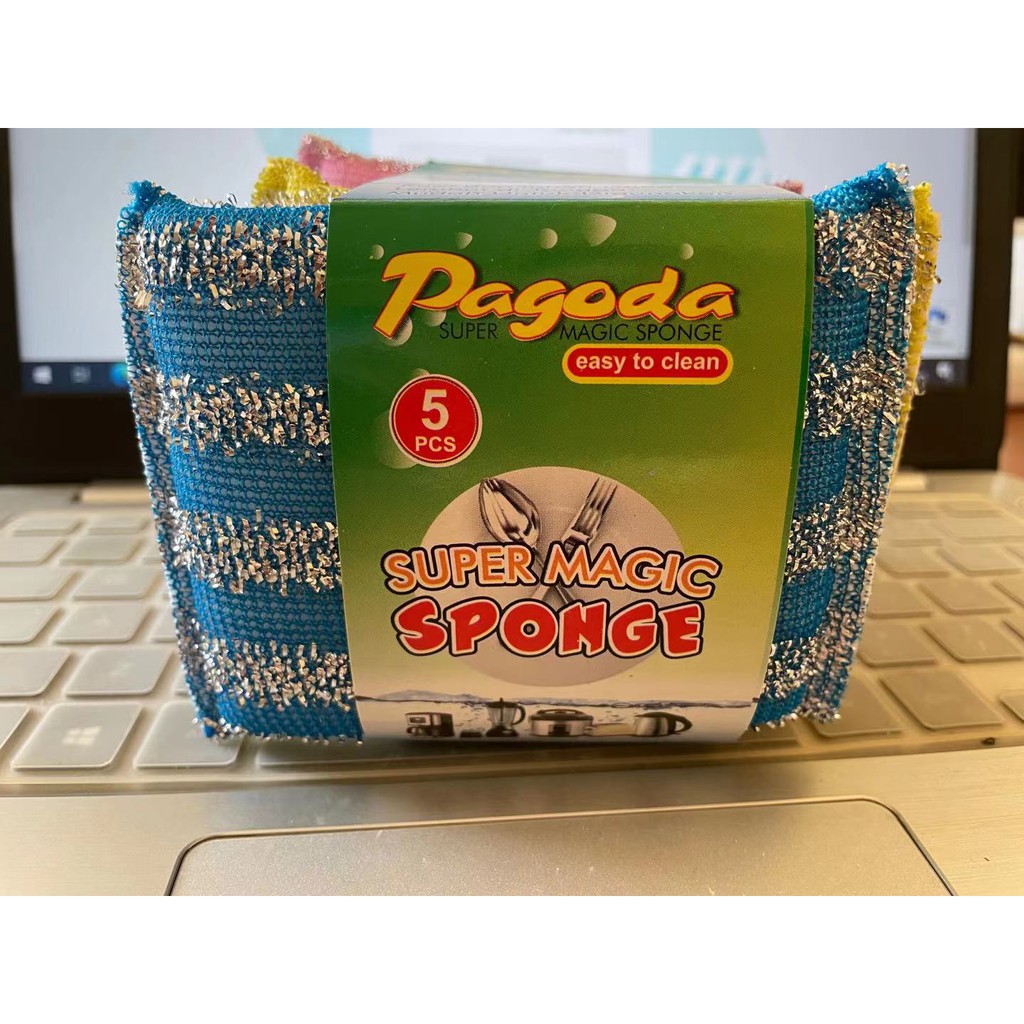 Pagoda
SUPER MAGIC SPONGE
easy to clean
5
PCS
SUPER MAGIC
SPONGE